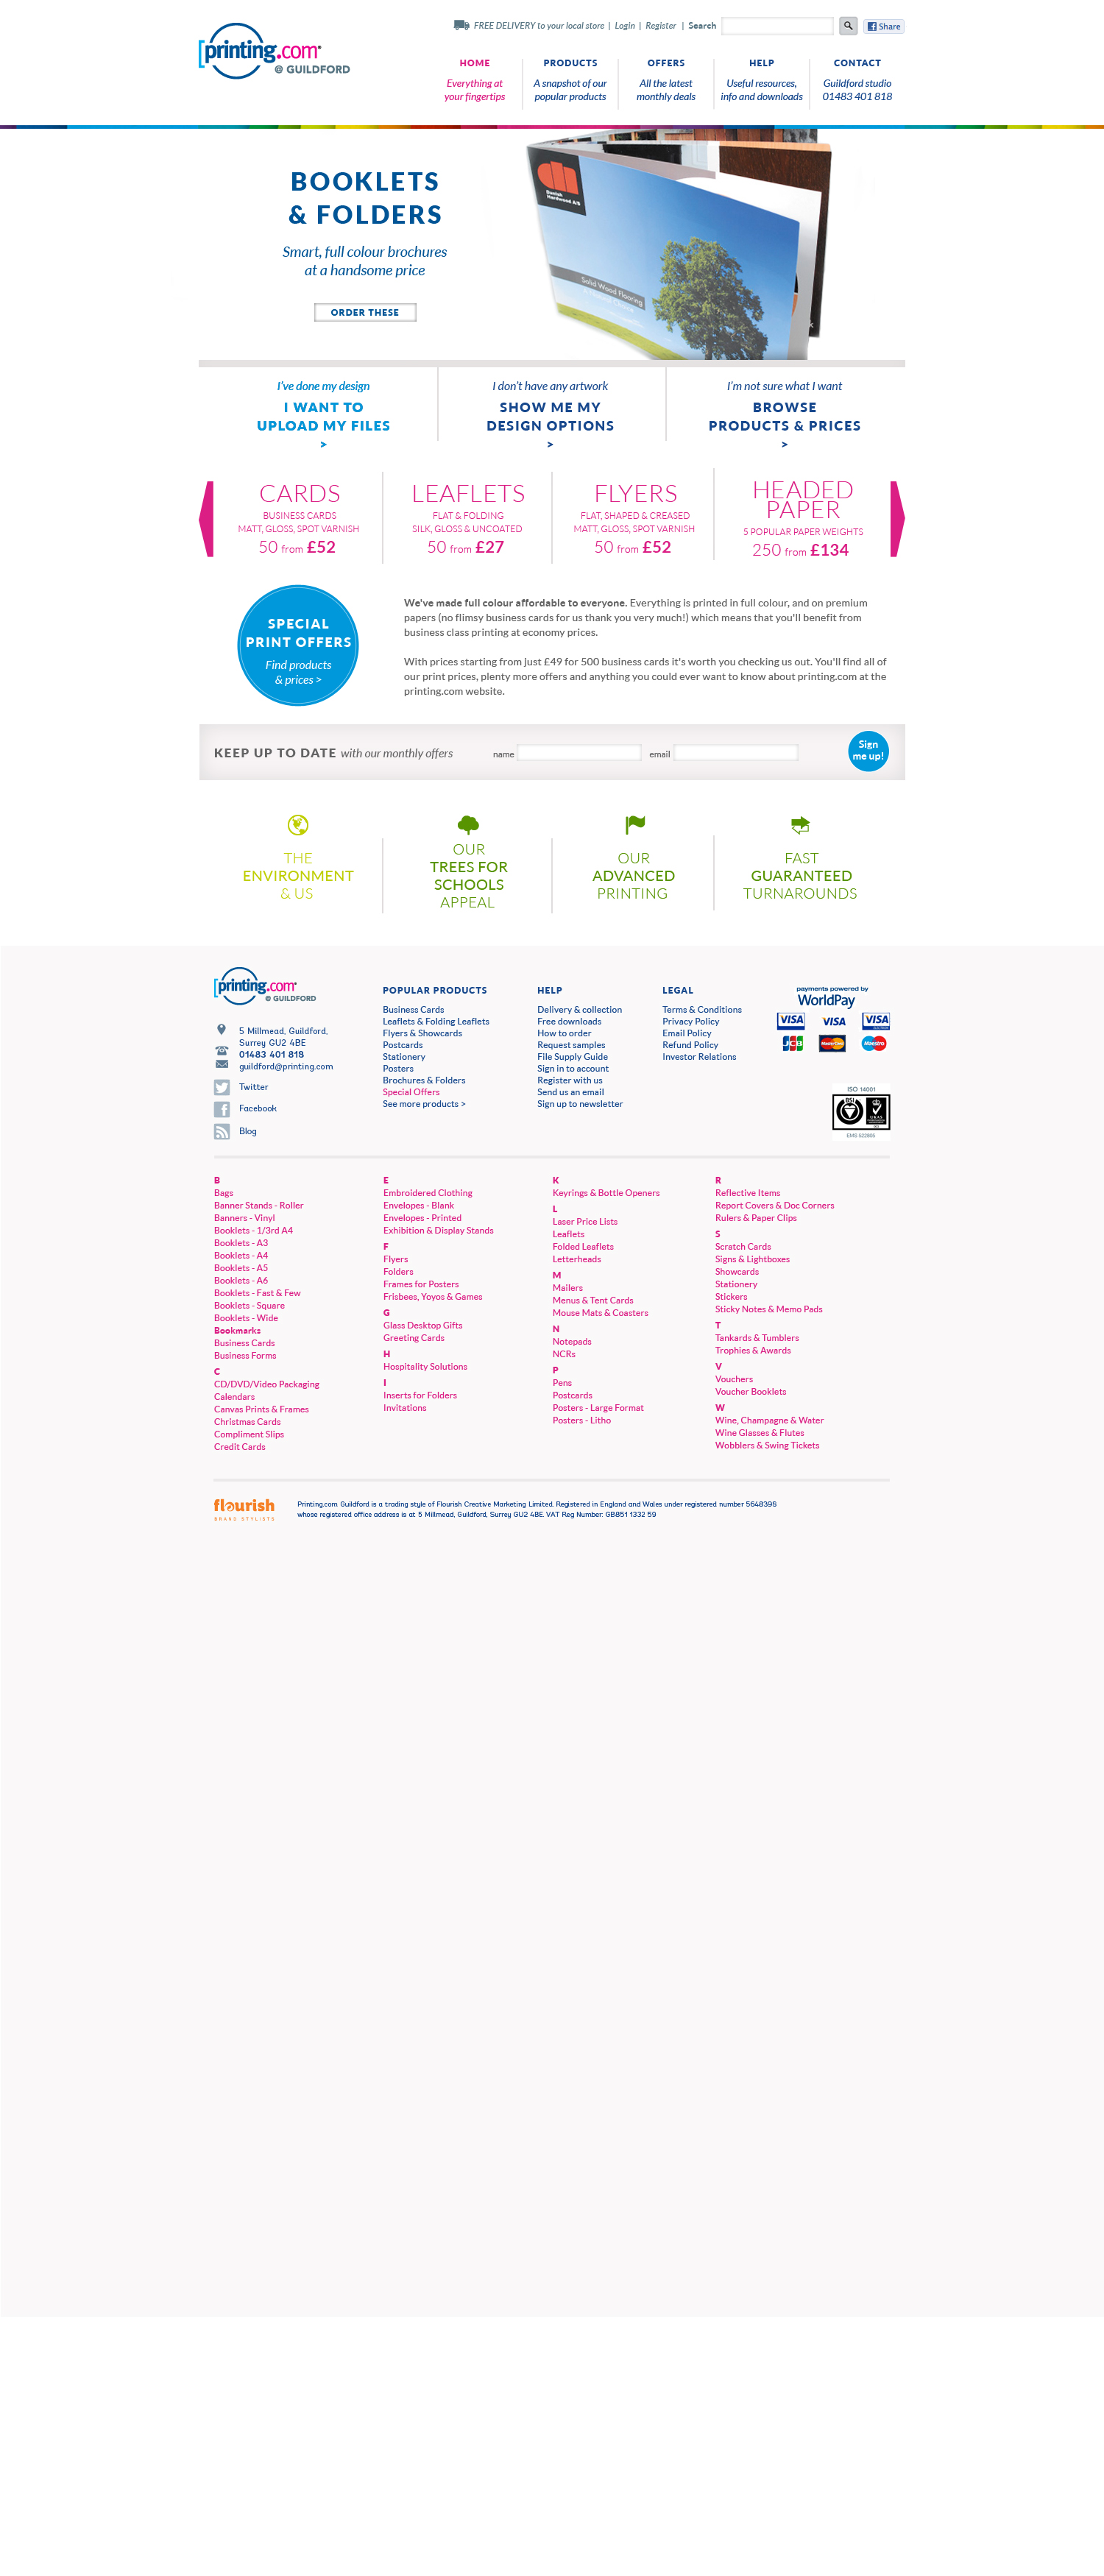 FREE DELIVERY to your local store | Login | Register | Search
Share
printing.com
@ GUILDFORD
HOME
Everything at
your fingertips
PRODUCTS
A snapshot of our
popular products
OFFERS
All the latest
monthly deals
HELP
Useful resources,
info and downloads
CONTACT
Guildford studio
01483 401 818
BOOKLETS
& FOLDERS
Smart, full colour brochures
at a handsome price
ORDER THESE
Danish
Hardwood A/S
Solid Wood Flooring
I've done my design
I WANT TO
UPLOAD MY FILES
>
I don't have any artwork
SHOW ME MY
DESIGN OPTIONS
>
I'm not sure what I want
BROWSE
PRODUCTS & PRICES
>
CARDS
BUSINESS CARDS
MATT, GLOSS, SPOT VARNISH
50 from £52
LEAFLETS
FLAT & FOLDING
SILK, GLOSS & UNCOATED
50 from £27
FLYERS
FLAT, SHAPED & CREASED
MATT, GLOSS, SPOT VARNISH
50 from £52
HEADED
PAPER
5 POPULAR PAPER WEIGHTS
250 from £134
SPECIAL
PRINT OFFERS
Find products
& prices >
We've made full colour affordable to everyone. Everything is printed in full colour, and on premium
papers (no flimsy business cards for us thank you very much!) which means that you'll benefit from
business class printing at economy prices.
With prices starting from just £49 for 500 business cards it's worth you checking us out. You'll find all of
our print prices, plenty more offers and anything you could ever want to know about printing.com at the
printing.com website.
KEEP UP TO DATE with our monthly offers
name
email
Sign
me up!
THE
ENVIRONMENT
& US
OUR
TREES FOR
SCHOOLS
APPEAL
OUR
ADVANCED
PRINTING
FAST
GUARANTEED
TURNAROUNDS
printing.com
@ GUILDFORD
5 Millmead, Guildford,
Surrey GU2 4BE
01483 401 818
guildford@printing.com
Twitter
Facebook
Blog
POPULAR PRODUCTS
Business Cards
Leaflets & Folding Leaflets
Flyers & Showcards
Postcards
Stationery
Posters
Brochures & Folders
Special Offers
See more products >
HELP
Delivery & collection
Free downloads
How to order
Request samples
File Supply Guide
Sign in to account
Register with us
Send us an email
Sign up to newsletter
LEGAL
Terms & Conditions
Privacy Policy
Email Policy
Refund Policy
Investor Relations
payments powered by
WorldPay
VISA
VISA
VISA
JCB
MasterCard
Maestro
ISO 14001
BSI
UKAS
EMS 522805
B
Bags
Banner Stands - Roller
Banners - Vinyl
Booklets - 1/3rd A4
Booklets - A3
Booklets - A4
Booklets - A5
Booklets - A6
Booklets - Fast & Few
Booklets - Square
Booklets - Wide
Bookmarks
Business Cards
Business Forms
C
CD/DVD/Video Packaging
Calendars
Canvas Prints & Frames
Christmas Cards
Compliment Slips
Credit Cards
E
Embroidered Clothing
Envelopes - Blank
Envelopes - Printed
Exhibition & Display Stands
F
Flyers
Folders
Frames for Posters
Frisbees, Yoyos & Games
G
Glass Desktop Gifts
Greeting Cards
H
Hospitality Solutions
I
Inserts for Folders
Invitations
K
Keyrings & Bottle Openers
L
Laser Price Lists
Leaflets
Folded Leaflets
Letterheads
M
Mailers
Menus & Tent Cards
Mouse Mats & Coasters
N
Notepads
NCRs
P
Pens
Postcards
Posters - Large Format
Posters - Litho
R
Reflective Items
Report Covers & Doc Corners
Rulers & Paper Clips
S
Scratch Cards
Signs & Lightboxes
Showcards
Stationery
Stickers
Sticky Notes & Memo Pads
T
Tankards & Tumblers
Trophies & Awards
V
Vouchers
Voucher Booklets
W
Wine, Champagne & Water
Wine Glasses & Flutes
Wobblers & Swing Tickets
flourish
BRAND STYLISTS
Printing.com Guildford is a trading style of Flourish Creative Marketing Limited. Registered in England and Wales under registered number 5648396
whose registered office address is at 5 Millmead, Guildford, Surrey GU2 4BE. VAT Reg Number: GB851 1332 59